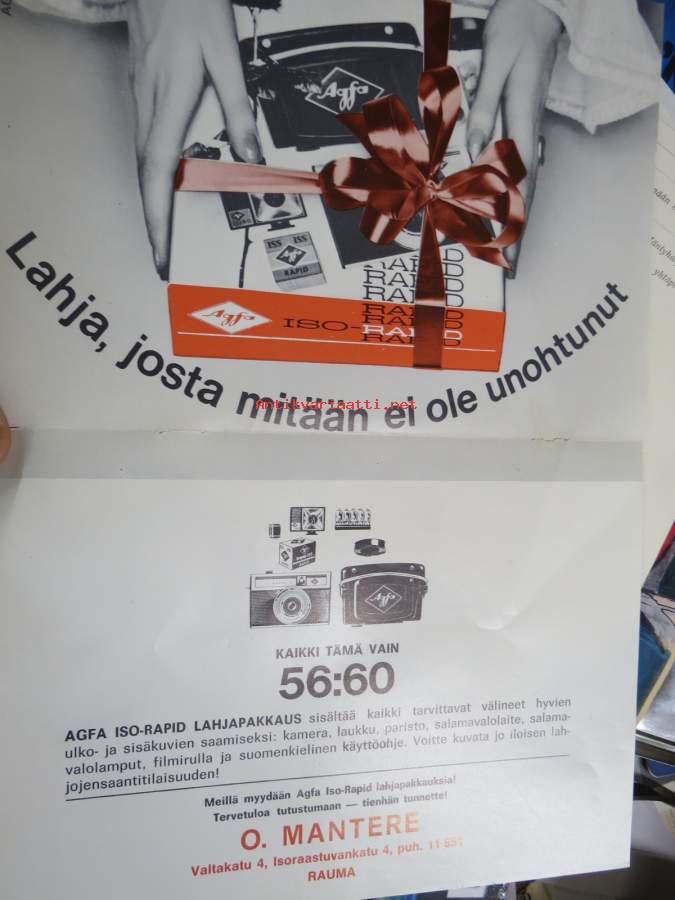 Agfa
ISS ISS
RAPID
RAPID
RAPID
RAPID
RAPID
RAPID
Agfa ISO-RAPID
RAPID
Lahja, josta mitään ei ole unohtunut
antikvariaatti.net
Agfa
KAIKKI TÄMÄ VAIN
56:60
AGFA ISO-RAPID LAHJAPAKKAUS sisältää kaikki tarvittavat välineet hyvien
ulko- ja sisäkuvien saamiseksi: kamera, laukku, paristo, salamavalolaite, salama-
valolamput, filmirulla ja suomenkielinen käyttöohje. Voitte kuvata jo iloisen lah-
jojensaantitilaisuuden!
Meillä myydään Agfa Iso-Rapid lahjapakkauksia!
Tervetuloa tutustumaan — tienhän tunnette!
O. MANTERE
Valtakatu 4, Isoraastuvankatu 4, puh. 11 551
RAUMA